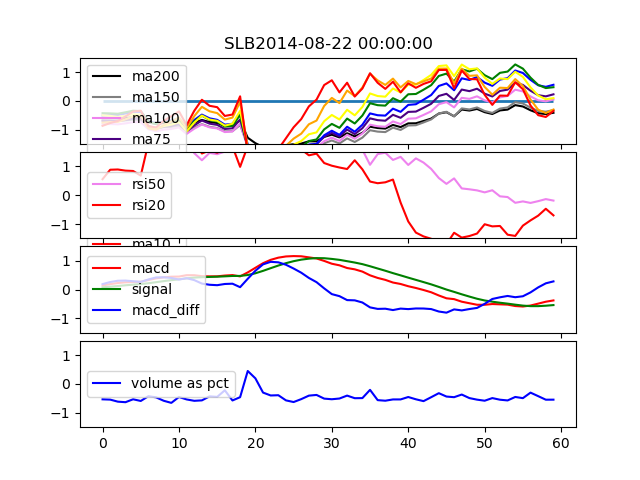 SLB2014-08-22 00:00:00
1
0
−1
ma200
ma150
ma100
ma75
1
0
−1
rsi50
rsi20
ma10
1
0
−1
macd
signal
macd_diff
1
0
−1
volume as pct
0 10 20 30 40 50 60